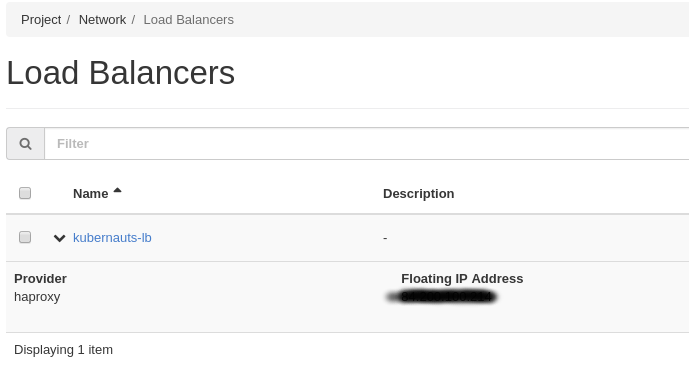 Project / Network / Load Balancers
Load Balancers
Filter
Name Description
kubernauts-lb -
Provider Floating IP Address
haproxy
Displaying 1 item